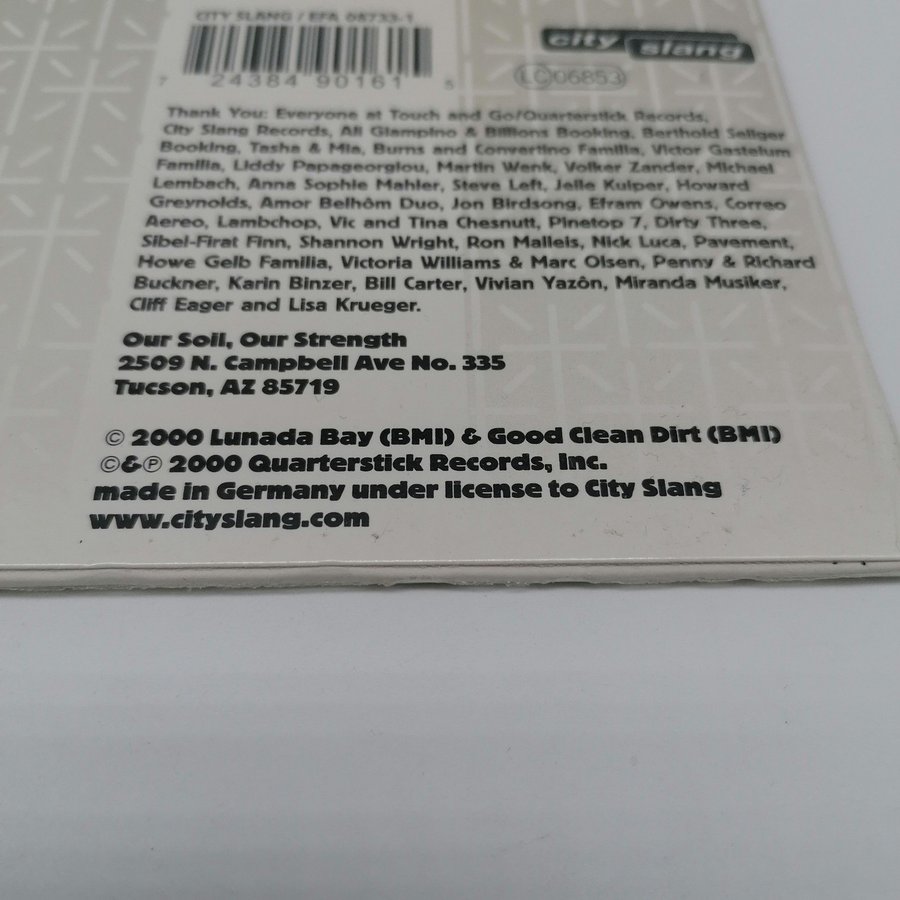 CITY SLANG / EFA 08733-1
city slang
7 24384 90161 5
LC 06853
Thank You: Everyone at Touch and Go/Quarterstick Records,
City Slang Records, Ali Giampino & Billions Booking, Berthold Seliger
Booking, Tasha & Mia, Burns and Convertino Familia, Victor Gastelum
Familia, Liddy Papageorgiou, Martin Wenk, Volker Zander, Michael
Lembach, Anna Sophie Mahler, Steve Left, Jelle Kuiper, Howard
Greynolds, Amor Belhôm Duo, Jon Birdsong, Efram Owens, Correo
Aereo, Lambchop, Vic and Tina Chesnutt, Pinetop 7, Dirty Three,
Sibel-Firat Finn, Shannon Wright, Ron Malleis, Nick Luca, Pavement,
Howe Gelb Familia, Victoria Williams & Marc Olsen, Penny & Richard
Buckner, Karin Binzer, Bill Carter, Vivian Yazôn, Miranda Musiker,
Cliff Eager and Lisa Krueger.
Our Soil, Our Strength
2509 N. Campbell Ave No. 335
Tucson, AZ 85719
© 2000 Lunada Bay (BMI) & Good Clean Dirt (BMI)
©&℗ 2000 Quarterstick Records, Inc.
made in Germany under license to City Slang
www.cityslang.com